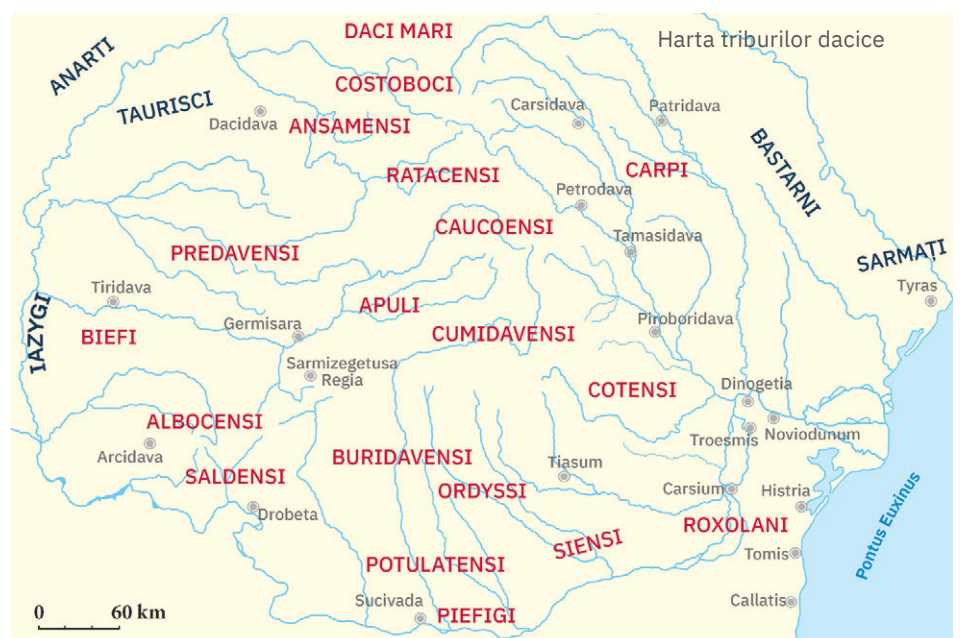 DACI MARI
Harta triburilor dacice
ANARTI
COSTOBOCI
TAURISCI
Carsidava
Patridava
Dacidava
ANSAMENSI
CARPI
BASTARNI
RATACENSI
Petrodava
CAUCOENSI
Tamasidava
PREDAVENSI
SARMAȚI
Tyras
Tiridava
IAZYGI
APULI
Germisara
Piroboridava
BIEFI
CUMIDAVENSI
Sarmizegetusa
Regia
COTENSI
Dinogetia
ALBOCENSI
Troesmis
Noviodunum
Arcidava
BURIDAVENSI
Tiasum
SALDENSI
ORDYSSI
Carsium
Histria
Drobeta
ROXOLANI
Pontus Euxinus
SIENSI
Tomis
POTULATENSI
Sucivada
Callatis
PIEFIGI
0 60 km